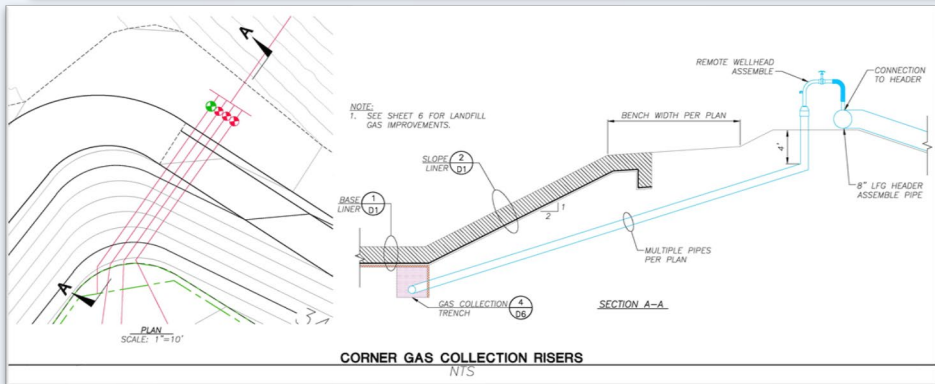 A
A
PLAN
SCALE: 1"=10'
34
NOTE:
1. SEE SHEET 6 FOR LANDFILL
GAS IMPROVEMENTS.
REMOTE WELLHEAD
ASSEMBLE
CONNECTION
TO HEADER
BENCH WIDTH PER PLAN
4'
SLOPE
LINER
2
D1
1
2
BASE
LINER
1
D1
8" LFG HEADER
ASSEMBLE PIPE
MULTIPLE PIPES
PER PLAN
GAS COLLECTION
TRENCH
4
D6
SECTION A-A
CORNER GAS COLLECTION RISERS
NTS